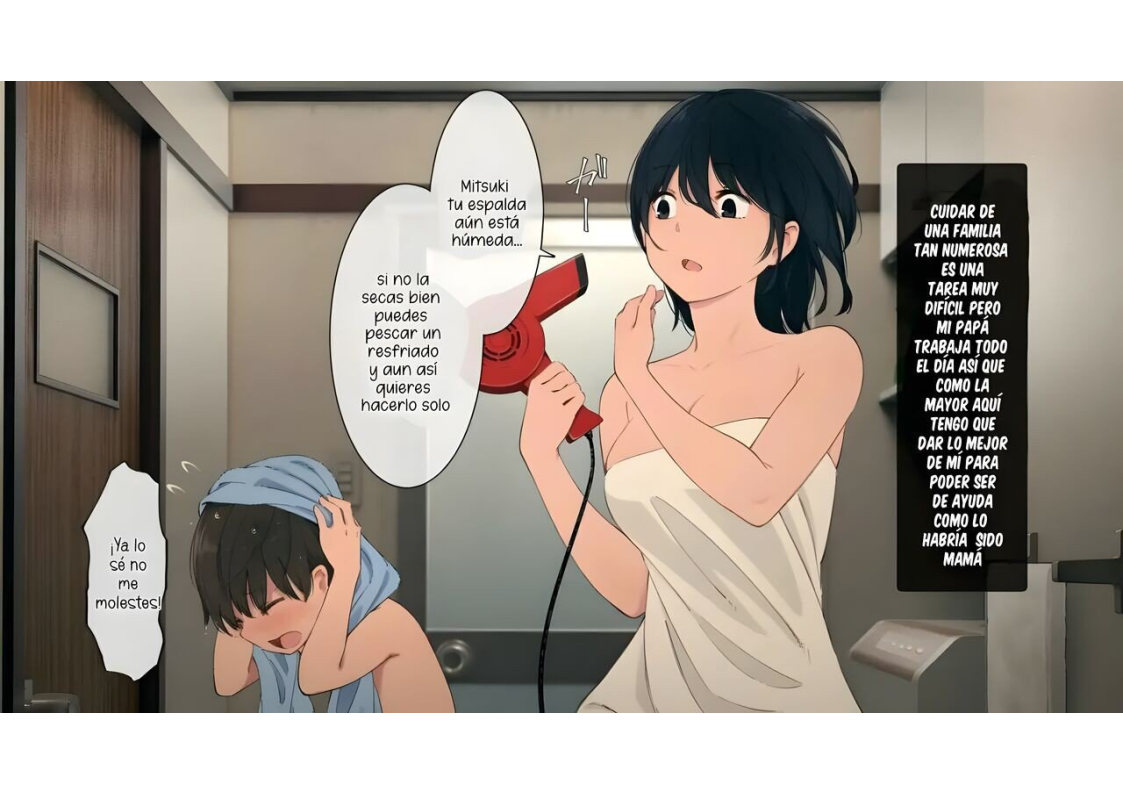 Mitsuki
tu espalda
aún está
húmeda...
si no la
secas bien
puedes
pescar un
resfriado
y aun así
quieres
hacerlo solo
ガー
¡Ya lo
sé no
me
molestes!
CUIDAR DE
UNA FAMILIA
TAN NUMEROSA
ES UNA
TAREA MUY
DIFÍCIL PERO
MI PAPÁ
TRABAJA TODO
EL DÍA ASÍ QUE
COMO LA
MAYOR AQUÍ
TENGO QUE
DAR LO MEJOR
DE MÍ PARA
PODER SER
DE AYUDA
COMO LO
HABRÍA SIDO
MAMÁ